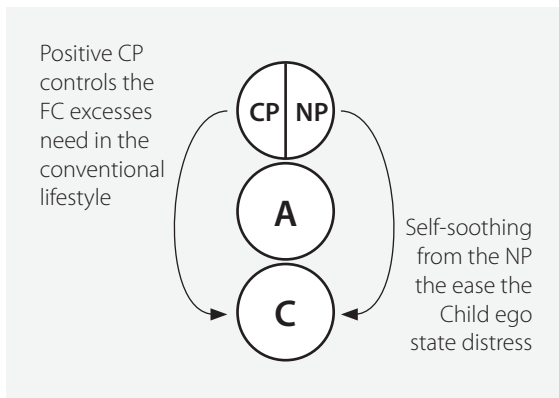 Positive CP
controls the
FC excesses
need in the
conventional
lifestyle
CP NP
A
C
Self-soothing
from the NP
the ease the
Child ego
state distress